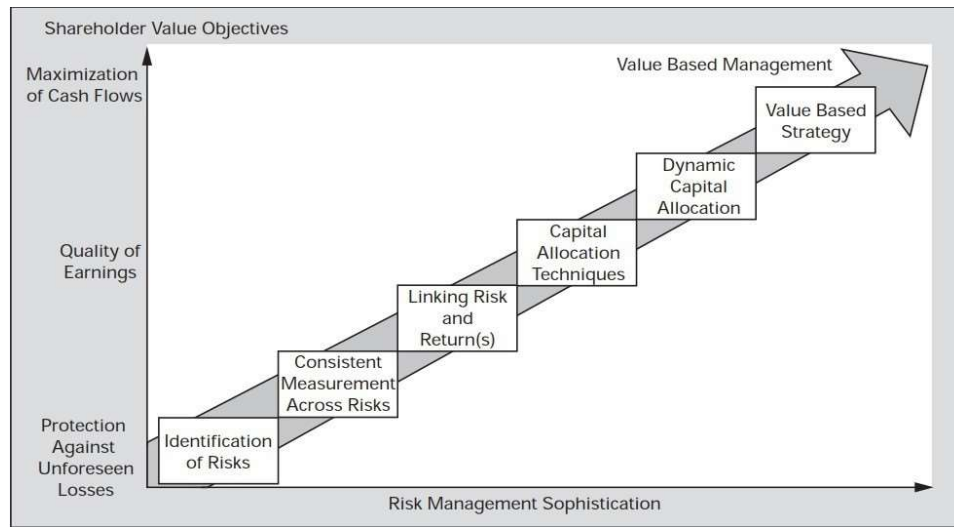 Shareholder Value Objectives
Maximization
of Cash Flows
Value Based Management
Value Based
Strategy
Dynamic
Capital
Allocation
Quality of
Earnings
Capital
Allocation
Techniques
Linking Risk
and
Return(s)
Consistent
Measurement
Across Risks
Protection
Against
Unforeseen
Losses
Identification
of Risks
Risk Management Sophistication